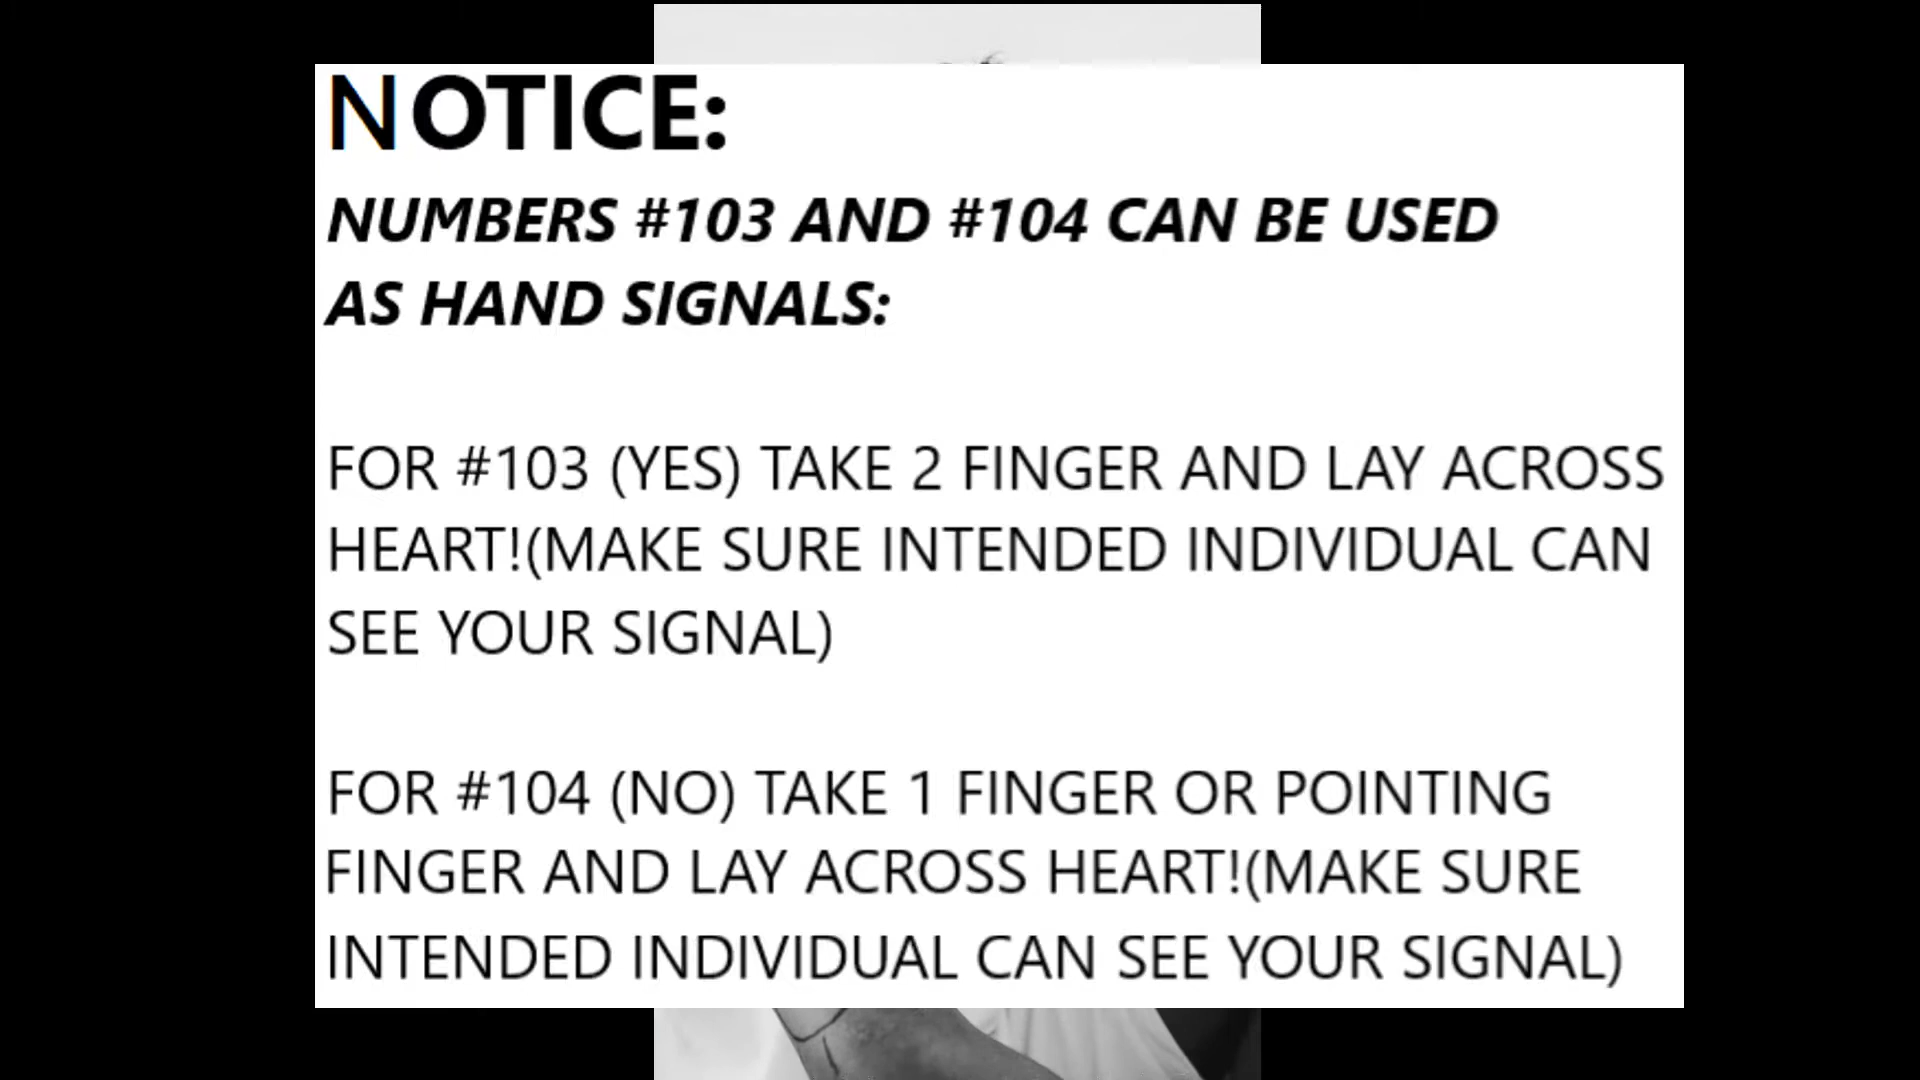 NOTICE:
NUMBERS #103 AND #104 CAN BE USED
AS HAND SIGNALS:
FOR #103 (YES) TAKE 2 FINGER AND LAY ACROSS
HEART!(MAKE SURE INTENDED INDIVIDUAL CAN
SEE YOUR SIGNAL)
FOR #104 (NO) TAKE 1 FINGER OR POINTING
FINGER AND LAY ACROSS HEART!(MAKE SURE
INTENDED INDIVIDUAL CAN SEE YOUR SIGNAL)